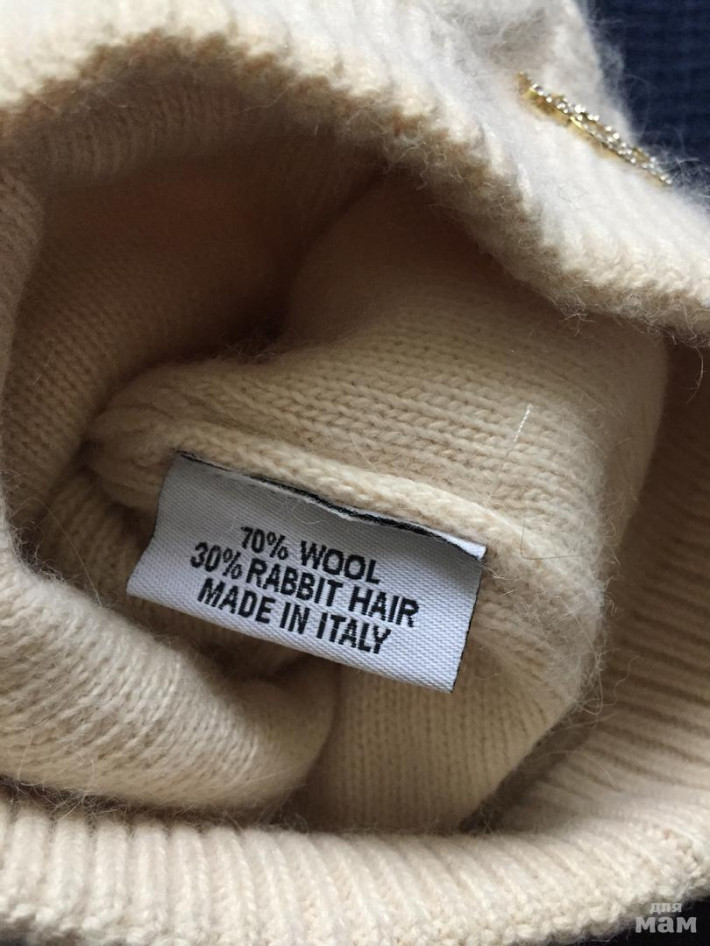 70% WOOL
30% RABBIT HAIR
MADE IN ITALY
для
мам